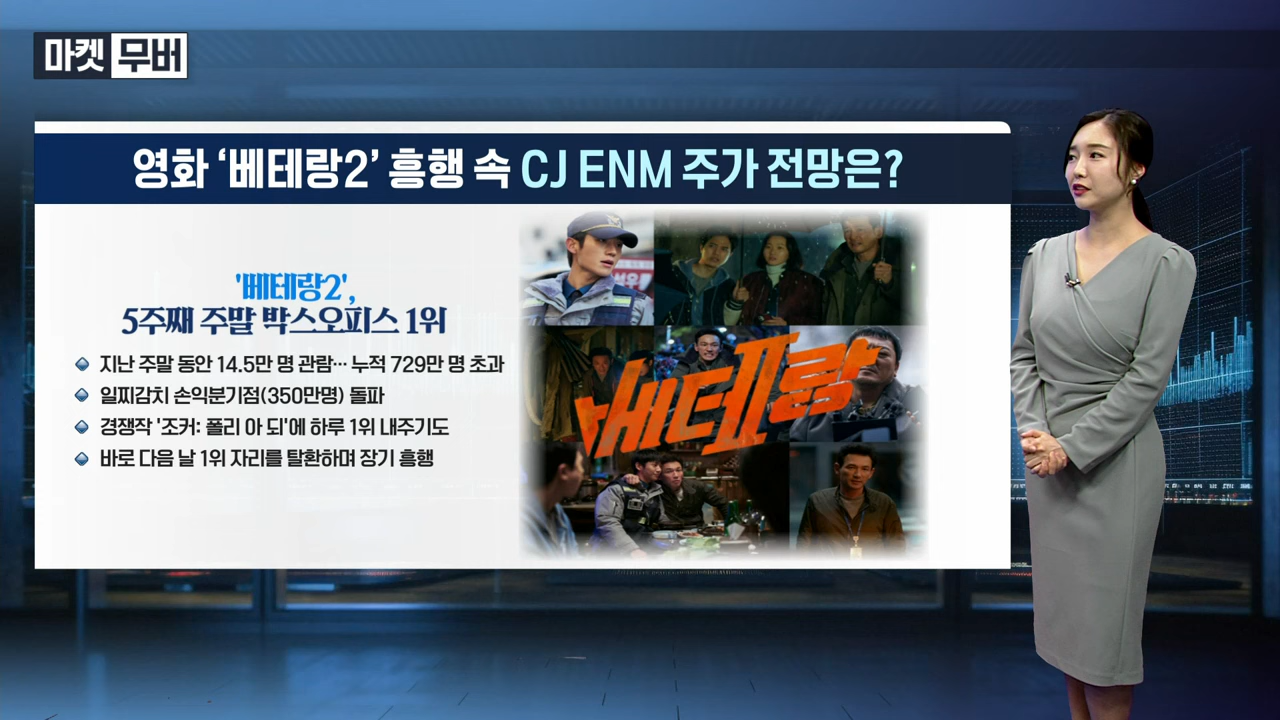 마켓무버
영화 ‘베테랑2’ 흥행 속 CJ ENM 주가 전망은?
'베테랑2',
5주째 주말 박스오피스 1위
지난 주말 동안 14.5만 명 관람… 누적 729만 명 초과
일찌감치 손익분기점(350만명) 돌파
경쟁작 '조커: 폴리 아 되'에 하루 1위 내주기도
바로 다음 날 1위 자리를 탈환하며 장기 흥행
베테II랑